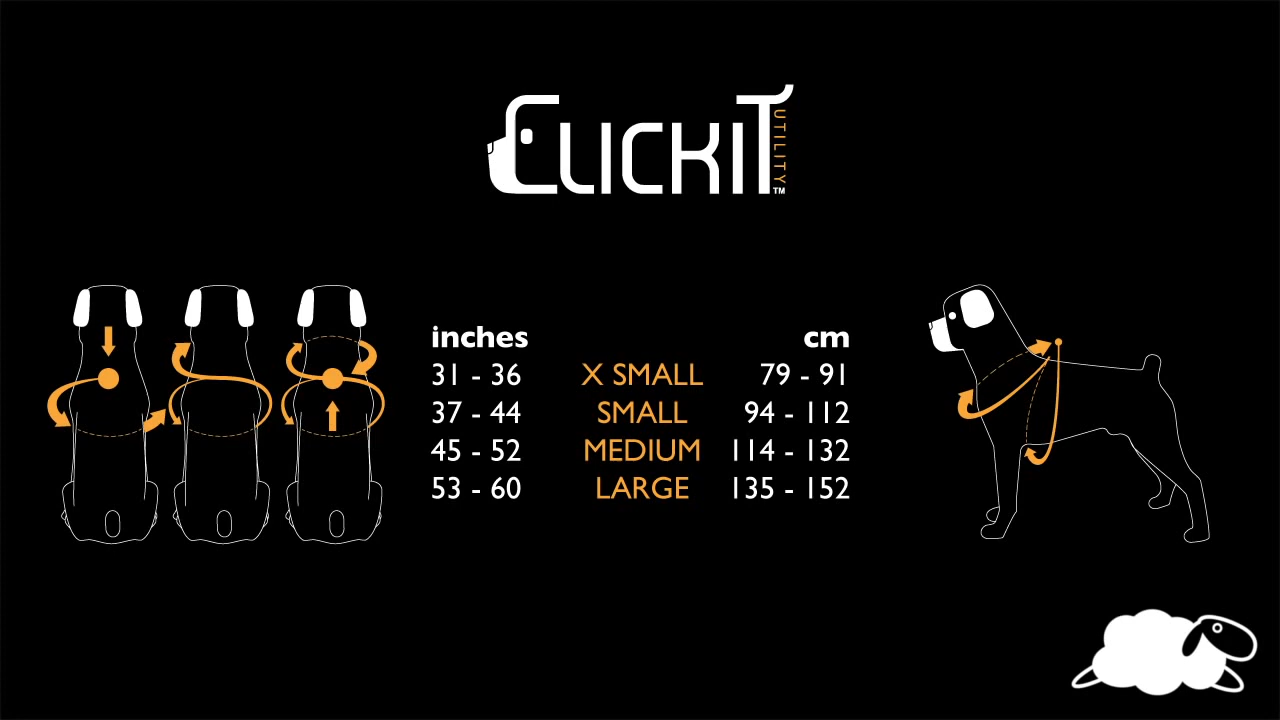 CLICKIT UTILITY™
inches cm
31 - 36 X SMALL 79 - 91
37 - 44 SMALL 94 - 112
45 - 52 MEDIUM 114 - 132
53 - 60 LARGE 135 - 152